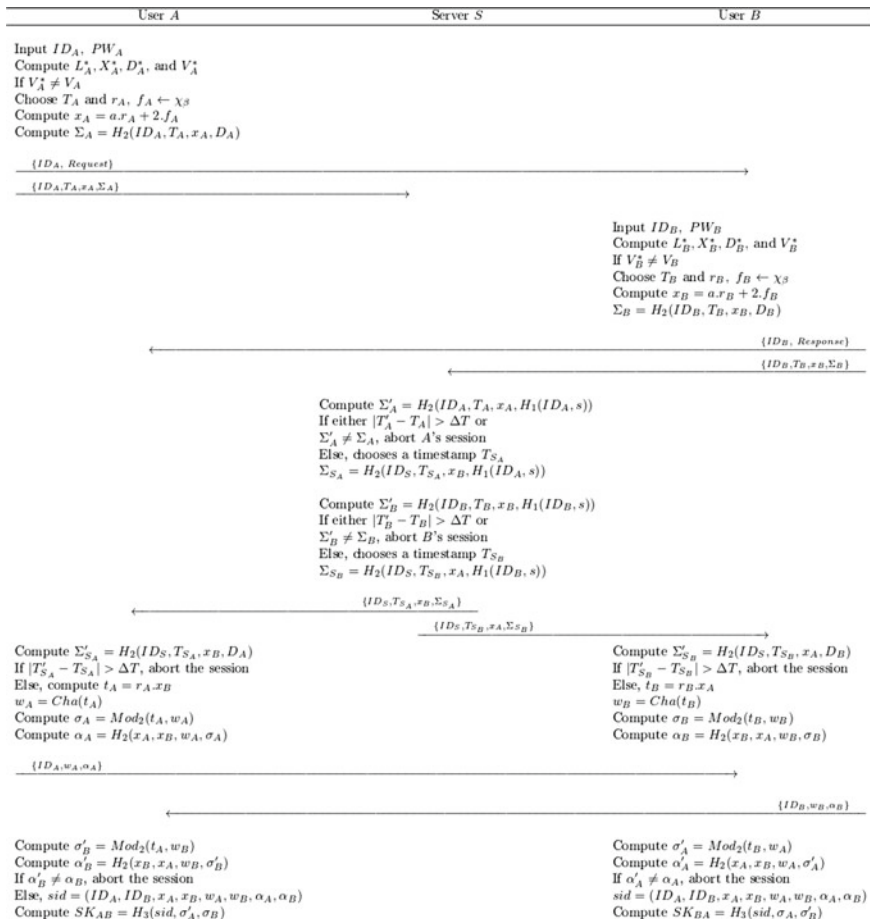 User A Server S User B
Input ID_A, PW_A
Compute L*_A, X*_A, D*_A, and V*_A
If V*_A ≠ V_A
Choose T_A and r_A, f_A ← χ_β
Compute x_A = a.r_A + 2.f_A
Compute Σ_A = H_2(ID_A, T_A, x_A, D_A)
{ID_A, Request}
{ID_A, T_A, x_A, Σ_A}
Input ID_B, PW_B
Compute L*_B, X*_B, D*_B, and V*_B
If V*_B ≠ V_B
Choose T_B and r_B, f_B ← χ_β
Compute x_B = a.r_B + 2.f_B
Σ_B = H_2(ID_B, T_B, x_B, D_B)
{ID_B, Response}
{ID_B, T_B, x_B, Σ_B}
Compute Σ′_A = H_2(ID_A, T_A, x_A, H_1(ID_A, s))
If either |T′_A − T_A| > ΔT or
Σ′_A ≠ Σ_A, abort A's session
Else, chooses a timestamp T_{S_A}
Σ_{S_A} = H_2(ID_S, T_{S_A}, x_B, H_1(ID_A, s))
Compute Σ′_B = H_2(ID_B, T_B, x_B, H_1(ID_B, s))
If either |T′_B − T_B| > ΔT or
Σ′_B ≠ Σ_B, abort B's session
Else, chooses a timestamp T_{S_B}
Σ_{S_B} = H_2(ID_S, T_{S_B}, x_A, H_1(ID_B, s))
{ID_S, T_{S_A}, x_B, Σ_{S_A}}
{ID_S, T_{S_B}, x_A, Σ_{S_B}}
Compute Σ′_{S_A} = H_2(ID_S, T_{S_A}, x_B, D_A)
If |T′_{S_A} − T_{S_A}| > ΔT, abort the session
Else, compute t_A = r_A.x_B
w_A = Cha(t_A)
Compute σ_A = Mod_2(t_A, w_A)
Compute α_A = H_2(x_A, x_B, w_A, σ_A)
Compute Σ′_{S_B} = H_2(ID_S, T_{S_B}, x_A, D_B)
If |T′_{S_B} − T_{S_B}| > ΔT, abort the session
Else, t_B = r_B.x_A
w_B = Cha(t_B)
Compute σ_B = Mod_2(t_B, w_B)
Compute α_B = H_2(x_B, x_A, w_B, σ_B)
{ID_A, w_A, α_A}
{ID_B, w_B, α_B}
Compute σ′_B = Mod_2(t_A, w_B)
Compute α′_B = H_2(x_B, x_A, w_B, σ′_B)
If α′_B ≠ α_B, abort the session
Else, sid = (ID_A, ID_B, x_A, x_B, w_A, w_B, α_A, α_B)
Compute SK_{AB} = H_3(sid, σ′_A, σ_B)
Compute σ′_A = Mod_2(t_B, w_A)
Compute α′_A = H_2(x_A, x_B, w_A, σ′_A)
If α′_A ≠ α_A, abort the session
sid = (ID_A, ID_B, x_A, x_B, w_A, w_B, α_A, α_B)
Compute SK_{BA} = H_3(sid, σ_A, σ′_B)